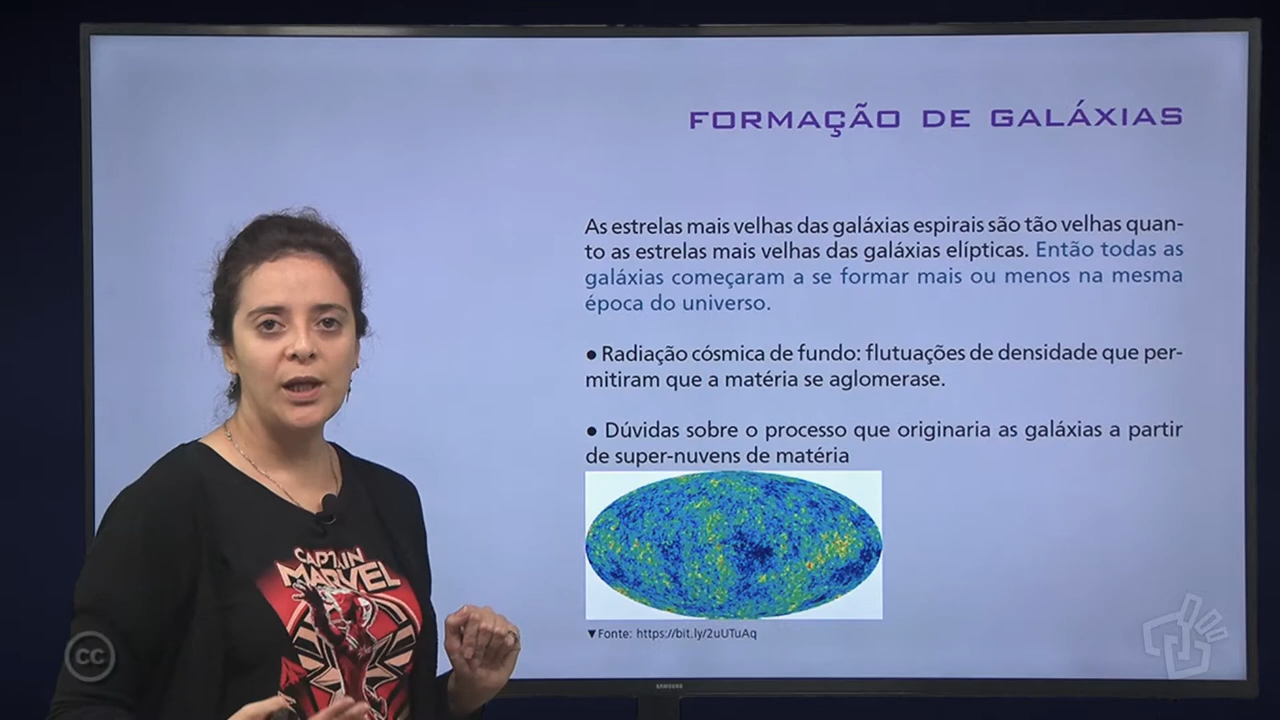 FORMAÇÃO DE GALÁXIAS
As estrelas mais velhas das galáxias espirais são tão velhas quan-
to as estrelas mais velhas das galáxias elípticas. Então todas as
galáxias começaram a se formar mais ou menos na mesma
época do universo.
● Radiação cósmica de fundo: flutuações de densidade que per-
mitiram que a matéria se aglomerase.
● Dúvidas sobre o processo que originaria as galáxias a partir
de super-nuvens de matéria
▼Fonte: https://bit.ly/2uUTuAq
CAPTAIN
MARVEL
cc
SAMSUNG